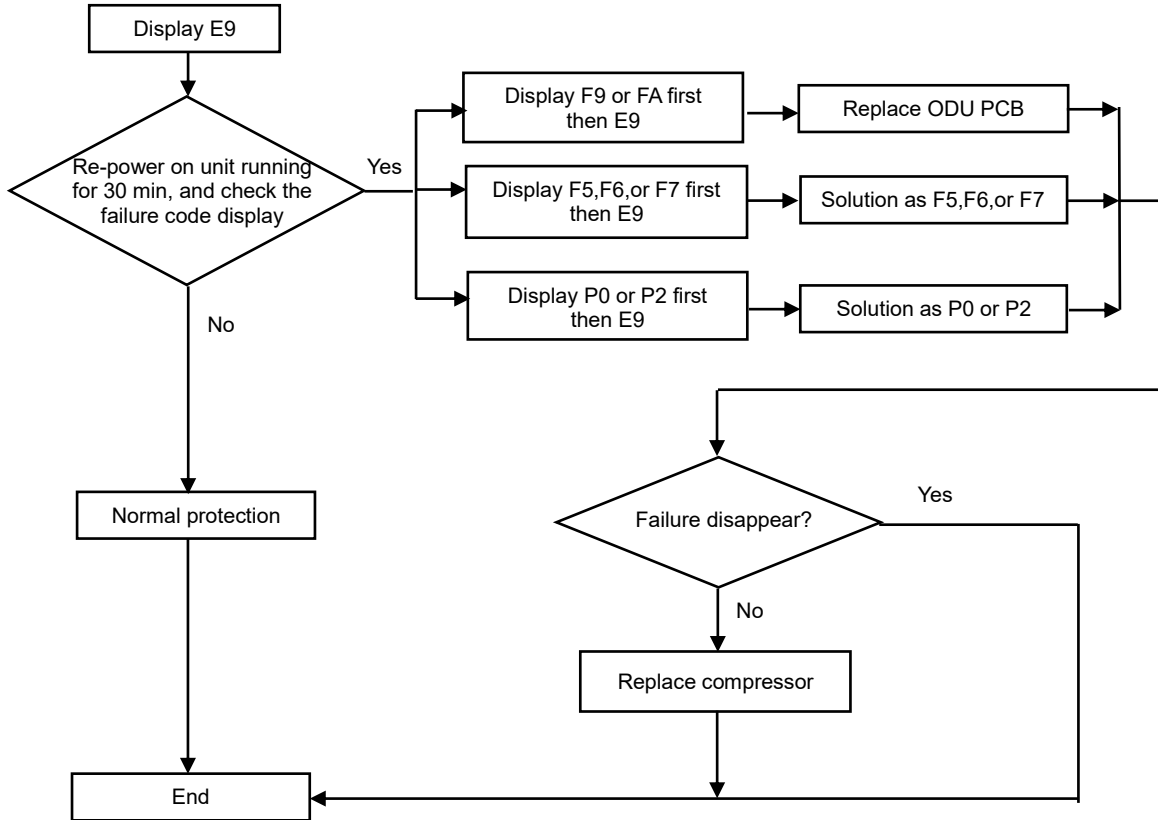 Display E9
Re-power on unit running
for 30 min, and check the
failure code display
Yes
No
Display F9 or FA first
then E9
Replace ODU PCB
Display F5,F6,or F7 first
then E9
Solution as F5,F6,or F7
Display P0 or P2 first
then E9
Solution as P0 or P2
Normal protection
Failure disappear?
Yes
No
Replace compressor
End